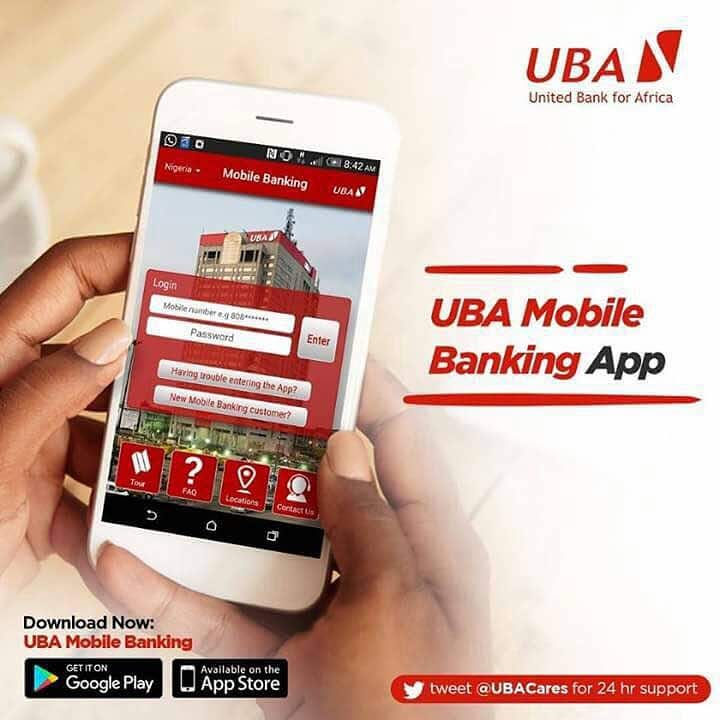 UBA
United Bank for Africa
8:42 AM
Nigeria
Mobile Banking
UBA
UBA
Login
Mobile number e.g 808*******
Password
Enter
Having trouble entering the App?
New Mobile Banking customer?
Tour
?
FAQ
Locations
Contact Us
UBA Mobile
Banking App
Download Now:
UBA Mobile Banking
GET IT ON
Google Play
Available on the
App Store
tweet @UBACares for 24 hr support